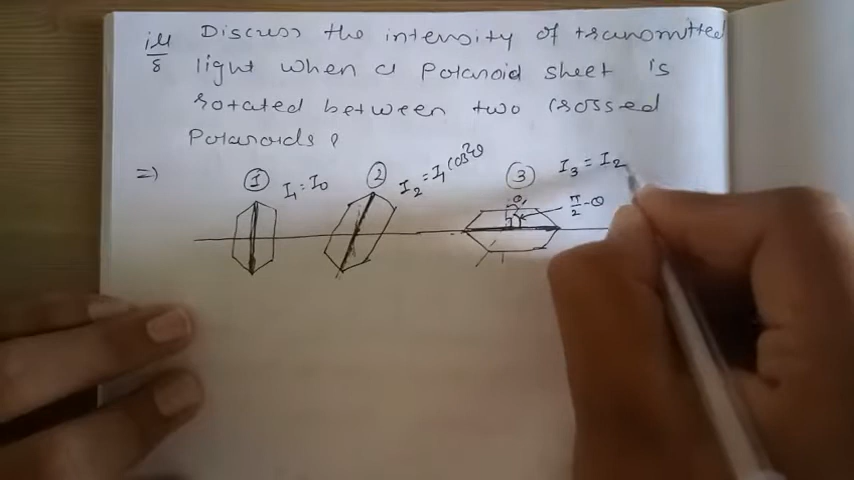 ill
8
Discuss the intensity of transmitted
light when a Polaroid sheet is
rotated between two crossed
Polaroids ?
=) ① I₁ = I₀ ② I₂ = I₁ cos²θ ③ I₃ = I₂
θ
π/2 - θ